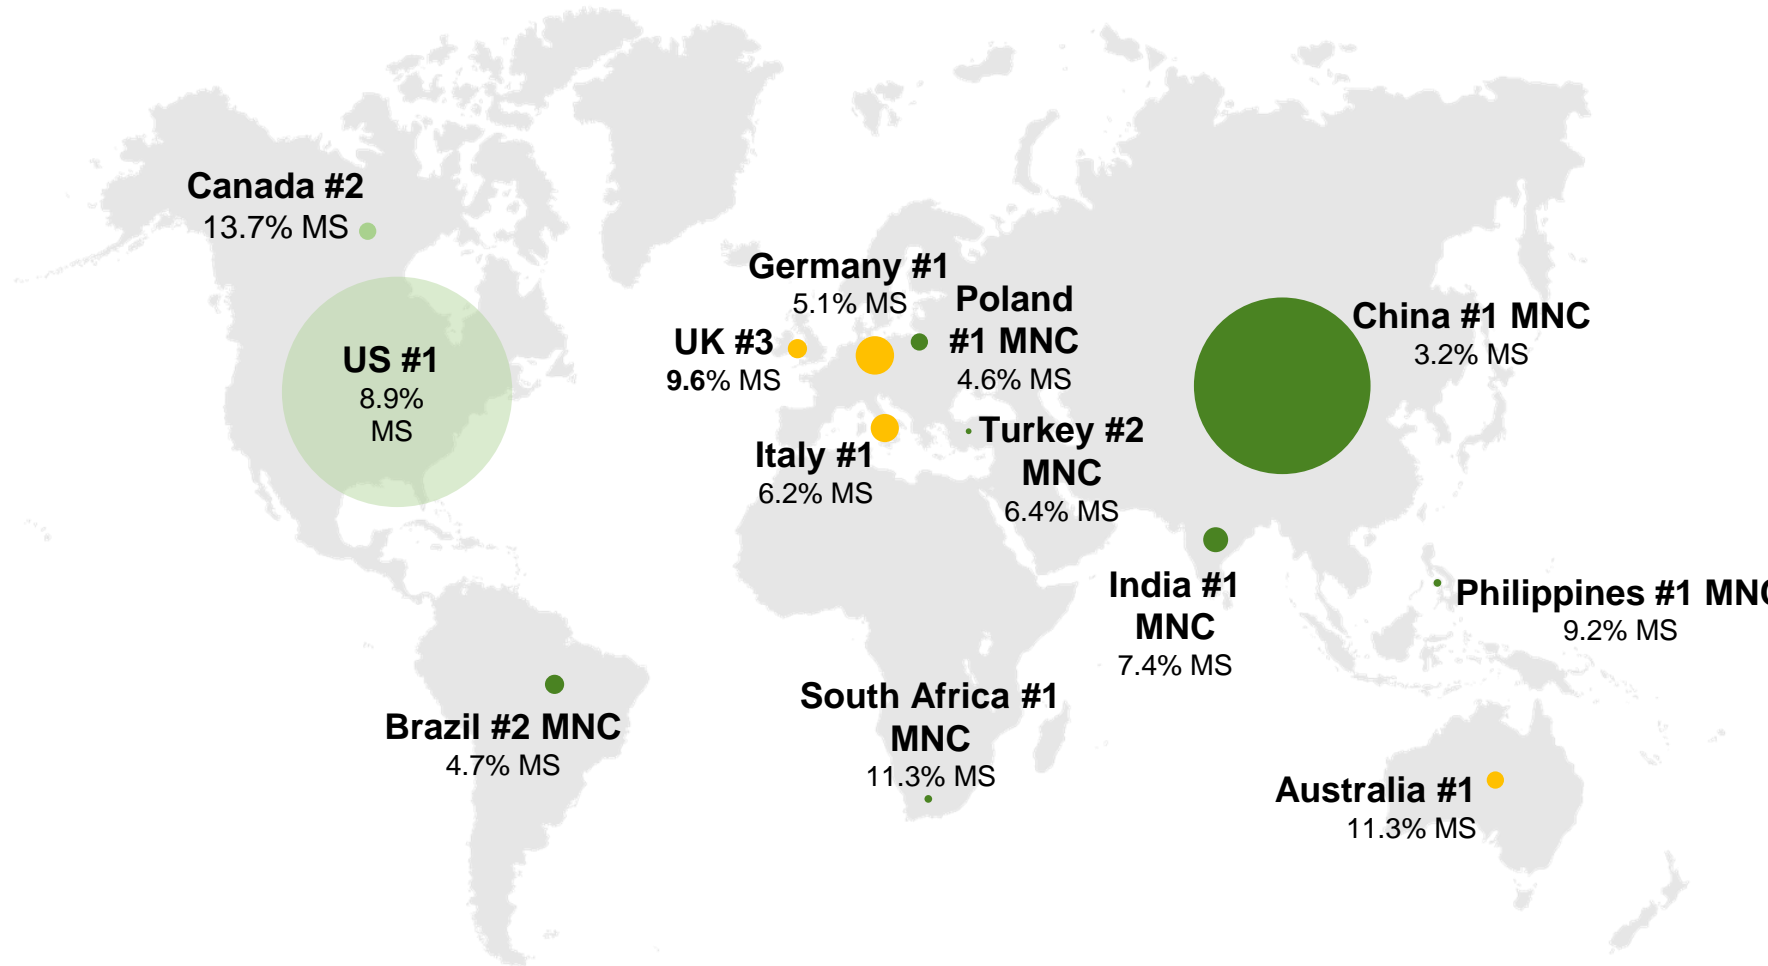 Canada #2
13.7% MS
US #1
8.9%
MS
Germany #1
5.1% MS
UK #3
9.6% MS
Poland
#1 MNC
4.6% MS
Italy #1
6.2% MS
Turkey #2
MNC
6.4% MS
China #1 MNC
3.2% MS
India #1
MNC
7.4% MS
Philippines #1 MNC
9.2% MS
Brazil #2 MNC
4.7% MS
South Africa #1
MNC
11.3% MS
Australia #1
11.3% MS